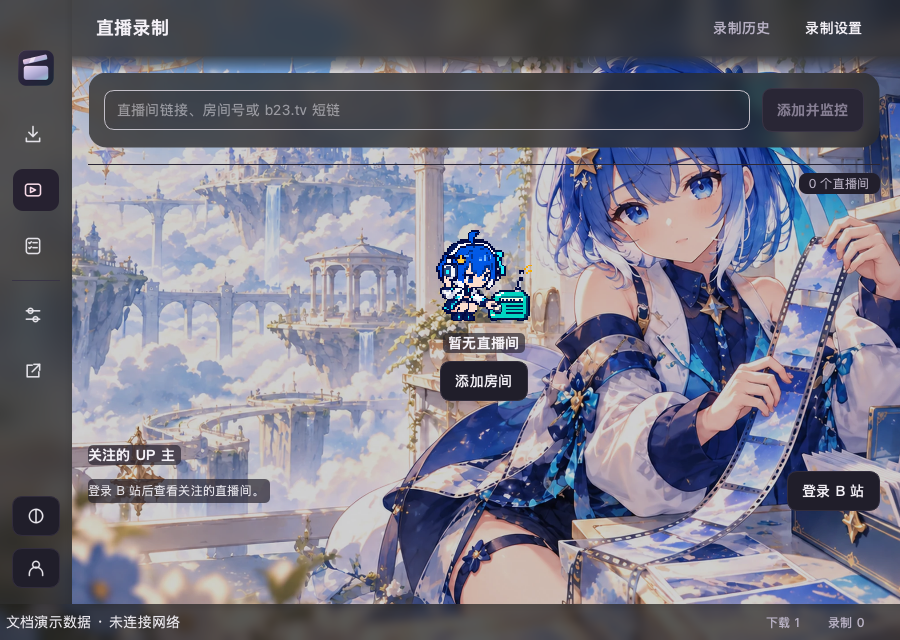 直播录制
录制历史
录制设置
直播间链接、房间号或 b23.tv 短链
添加并监控
0 个直播间
暂无直播间
添加房间
关注的 UP 主
登录 B 站后查看关注的直播间。
登录 B 站
文档演示数据 · 未连接网络
下载 1
录制 0